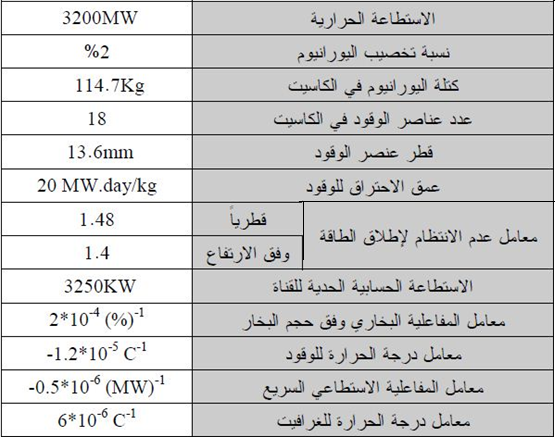 الاستطاعة الحرارية 3200MW
نسبة تخصيب اليورانيوم %2
كتلة اليورانيوم في الكاسيت 114.7Kg
عدد عناصر الوقود في الكاسيت 18
قطر عنصر الوقود 13.6mm
عمق الاحتراق للوقود 20 MW.day/kg
معامل عدم الانتظام لإطلاق الطاقة
قطرياً 1.48
وفق الارتفاع 1.4
الاستطاعة الحسابية الحدية للقناة 3250KW
معامل المفاعلية البخاري وفق حجم البخار 2*10⁻⁴ (%)⁻¹
معامل درجة الحرارة للوقود -1.2*10⁻⁵ C⁻¹
معامل المفاعلية الاستطاعي السريع -0.5*10⁻⁶ (MW)⁻¹
معامل درجة الحرارة للغرافيت 6*10⁻⁶ C⁻¹